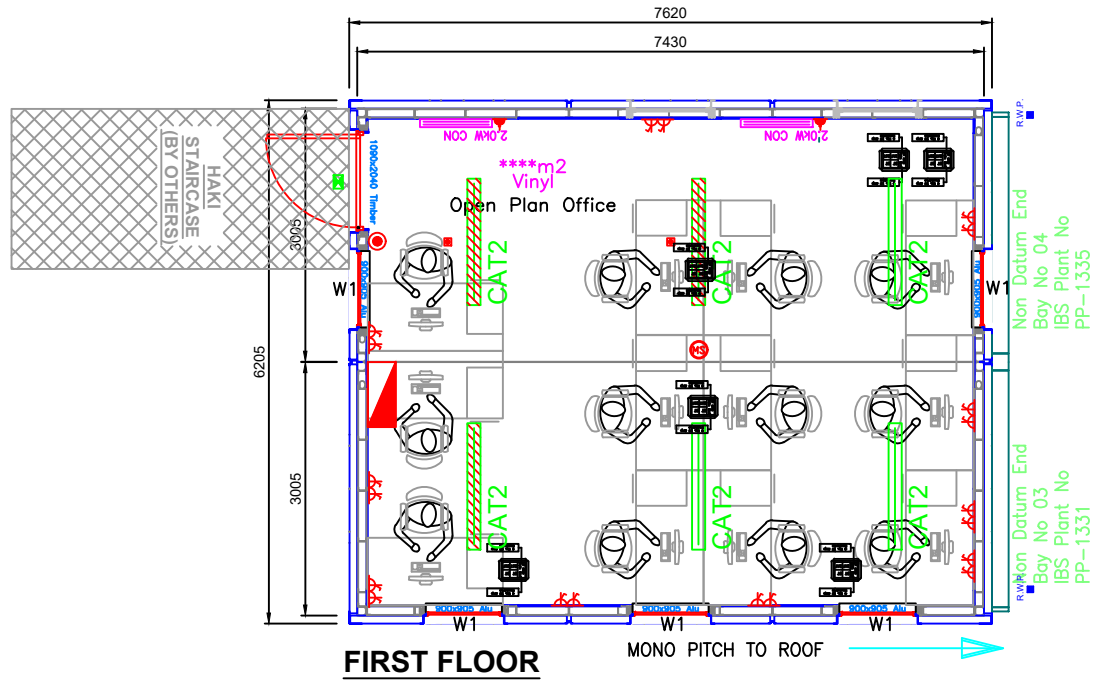 7620
7430
R.W.P.
2.0kW CON
2.0kW CON
****m2
Vinyl
Open Plan Office
HAKI
STAIRCASE
(BY OTHERS)
1090x2040 Timber
3005
6205
3005
CAT2
CAT2
CAT2
W1
900x905 Alu
900x905 Alu
W1
Non Datum End
Bay No 04
IBS Plant No
PP-1335
MS
CAT2
CAT2
CAT2
Non Datum End
Bay No 03
IBS Plant No
PP-1331
R.W.P.
900x905 Alu
900x905 Alu
900x905 Alu
W1
W1
W1
FIRST FLOOR
MONO PITCH TO ROOF